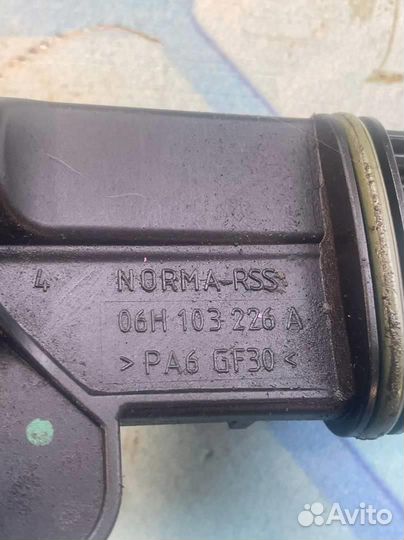 4
NORMA-RSS
06H 103 226 A
> PA6 GF30 <
Avito